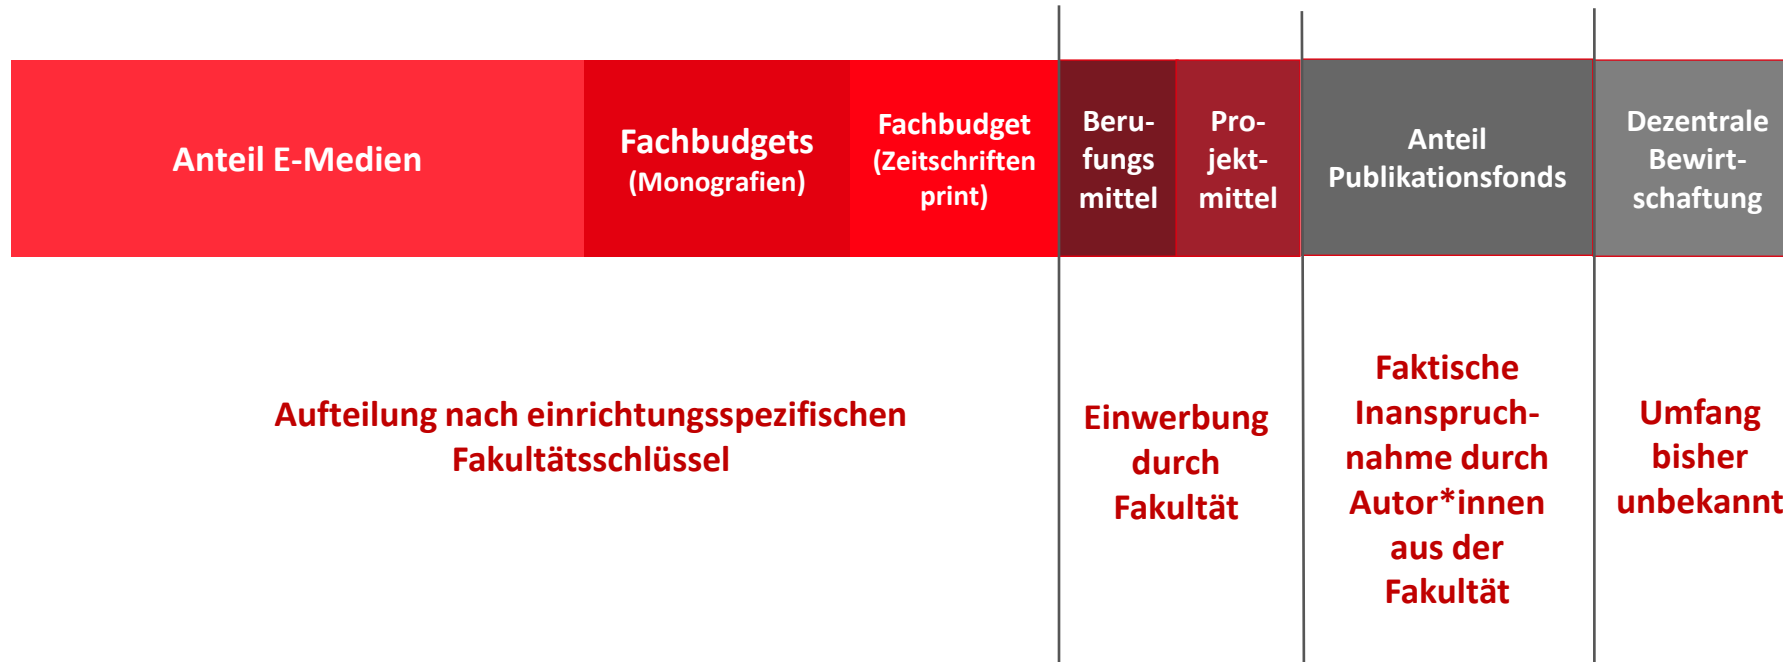 Anteil E-Medien
Fachbudgets
(Monografien)
Fachbudget
(Zeitschriften
print)
Beru-
fungs
mittel
Pro-
jekt-
mittel
Anteil
Publikationsfonds
Dezentrale
Bewirt-
schaftung
Aufteilung nach einrichtungsspezifischen
Fakultätsschlüssel
Einwerbung
durch
Fakultät
Faktische
Inanspruch-
nahme durch
Autor*innen
aus der
Fakultät
Umfang
bisher
unbekannt